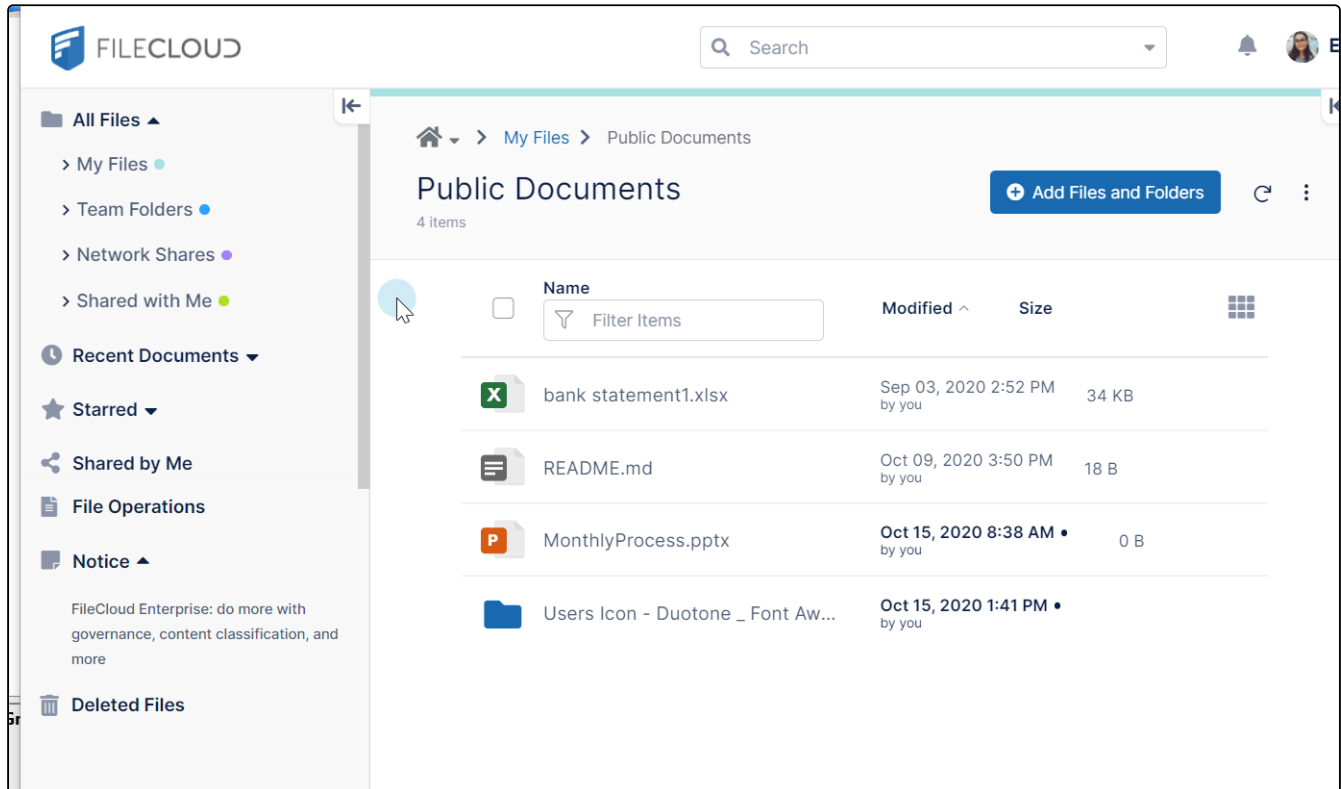 FILECLOUD
Search
E
All Files
My Files
Team Folders
Network Shares
Shared with Me
Recent Documents
Starred
Shared by Me
File Operations
Notice
FileCloud Enterprise: do more with
governance, content classification, and
more
Deleted Files
My Files Public Documents
Public Documents
Add Files and Folders
4 items
Name
Filter Items
Modified Size
bank statement1.xlsx Sep 03, 2020 2:52 PM 34 KB
by you
README.md Oct 09, 2020 3:50 PM 18 B
by you
MonthlyProcess.pptx Oct 15, 2020 8:38 AM • 0 B
by you
Users Icon - Duotone _ Font Aw... Oct 15, 2020 1:41 PM •
by you